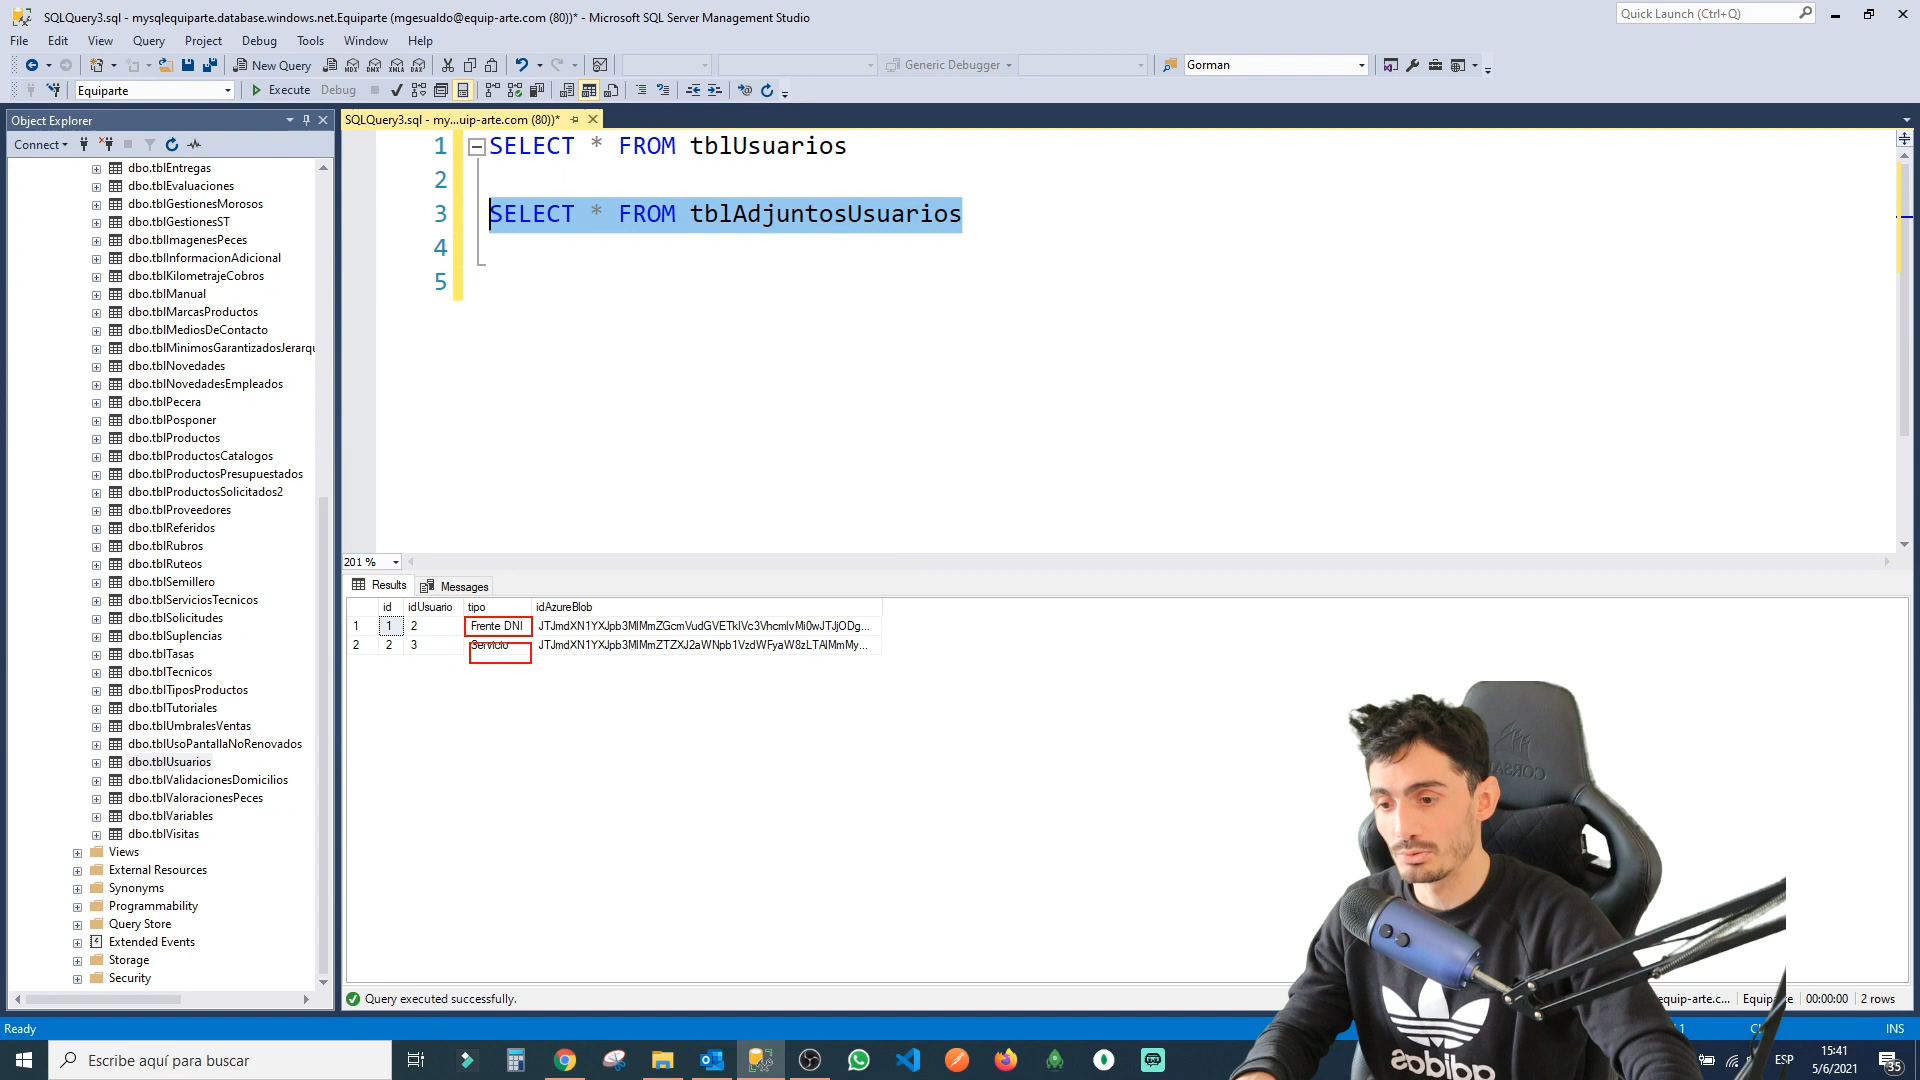 SQLQuery3.sql - mysqlequiparte.database.windows.net.Equiparte (mgesualdo@equip-arte.com (80))* - Microsoft SQL Server Management Studio
Quick Launch (Ctrl+Q)
File Edit View Query Project Debug Tools Window Help
New Query
MDX DMX XMLA DAX
Generic Debugger
Gorman
Equiparte
Execute Debug
Object Explorer
SQLQuery3.sql - my...uip-arte.com (80))*
Connect
dbo.tblEntregas
dbo.tblEvaluaciones
dbo.tblGestionesMorosos
dbo.tblGestionesST
dbo.tblImagenesPeces
dbo.tblInformacionAdicional
dbo.tblKilometrajeCobros
dbo.tblManual
dbo.tblMarcasProductos
dbo.tblMediosDeContacto
dbo.tblMinimosGarantizadosJerarqu
dbo.tblNovedades
dbo.tblNovedadesEmpleados
dbo.tblPecera
dbo.tblPosponer
dbo.tblProductos
dbo.tblProductosCatalogos
dbo.tblProductosPresupuestados
dbo.tblProductosSolicitados2
dbo.tblProveedores
dbo.tblReferidos
dbo.tblRubros
dbo.tblRuteos
dbo.tblSemillero
dbo.tblServiciosTecnicos
dbo.tblSolicitudes
dbo.tblSuplencias
dbo.tblTasas
dbo.tblTecnicos
dbo.tblTiposProductos
dbo.tblTutoriales
dbo.tblUmbralesVentas
dbo.tblUsoPantallaNoRenovados
dbo.tblUsuarios
dbo.tblValidacionesDomicilios
dbo.tblValoracionesPeces
dbo.tblVariables
dbo.tblVisitas
Views
External Resources
Synonyms
Programmability
Query Store
Extended Events
Storage
Security
1 SELECT * FROM tblUsuarios
2
3 SELECT * FROM tblAdjuntosUsuarios
4
5
201 %
Results Messages
id idUsuario tipo idAzureBlob
1 1 2 Frente DNI
2 2 3 Servicio
CORSAIR
adidas
Query executed successfully.
equip-arte.c... 00:00:00 2 rows
Ready
INS
Escribe aquí para buscar
ESP
15:41
5/6/2021
35